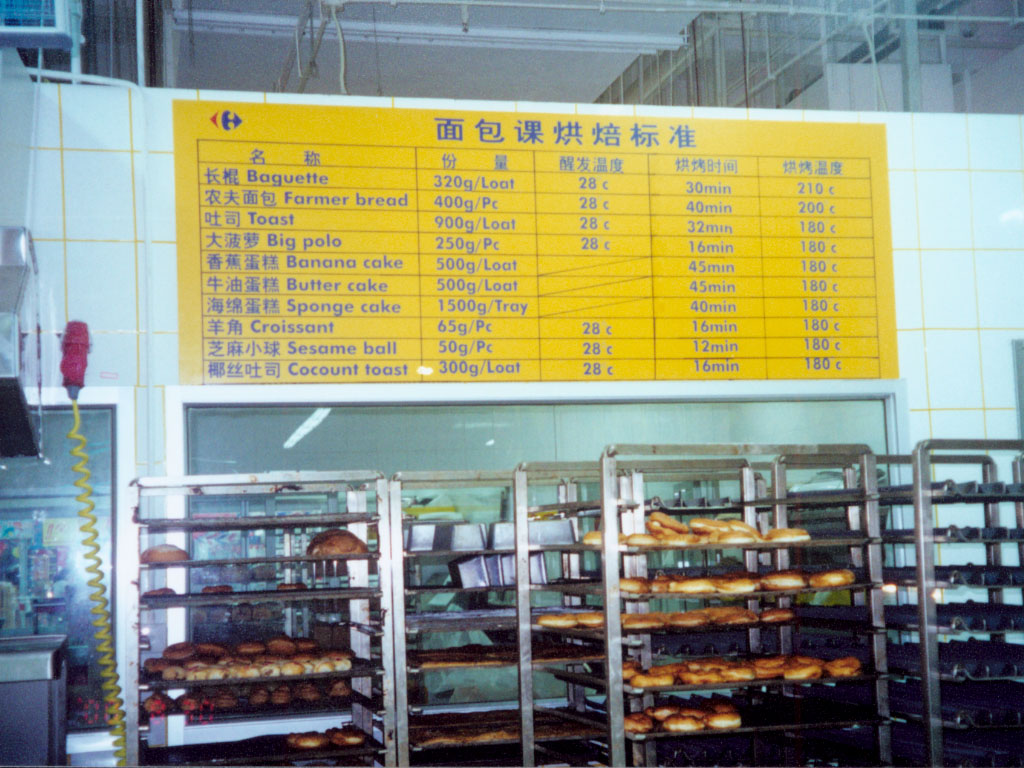 面包课烘焙标准
名 称 份 量 醒发温度 烘烤时间 烘烤温度
长棍 Baguette 320g/Loat 28 c 30min 210 c
农夫面包 Farmer bread 400g/Pc 28 c 40min 200 c
吐司 Toast 900g/Loat 28 c 32min 180 c
大菠萝 Big polo 250g/Pc 28 c 16min 180 c
香蕉蛋糕 Banana cake 500g/Loat 45min 180 c
牛油蛋糕 Butter cake 500g/Loat 45min 180 c
海绵蛋糕 Sponge cake 1500g/Tray 40min 180 c
羊角 Croissant 65g/Pc 28 c 16min 180 c
芝麻小球 Sesame ball 50g/Pc 28 c 12min 180 c
椰丝吐司 Cocount toast 300g/Loat 28 c 16min 180 c